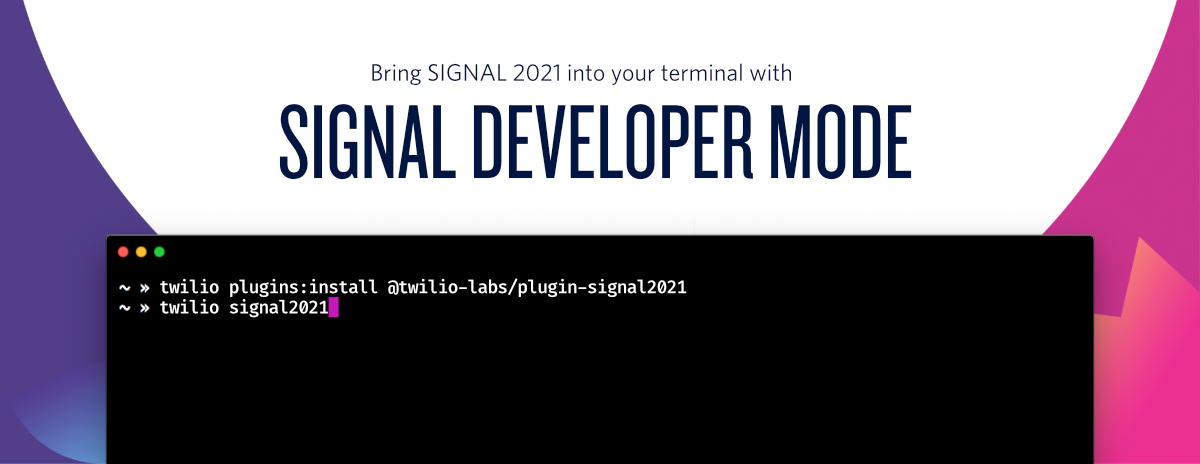 Bring SIGNAL 2021 into your terminal with
SIGNAL DEVELOPER MODE
~ » twilio plugins:install @twilio-labs/plugin-signal2021
~ » twilio signal2021